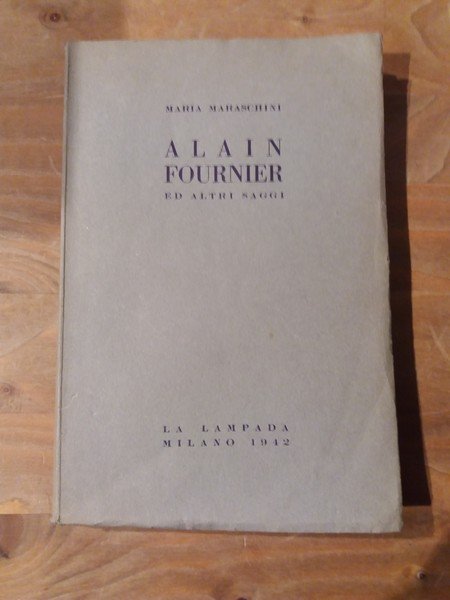 MARIA MARASCHINI
ALAIN
FOURNIER
ED ALTRI SAGGI
LA LAMPADA
MILANO 1942